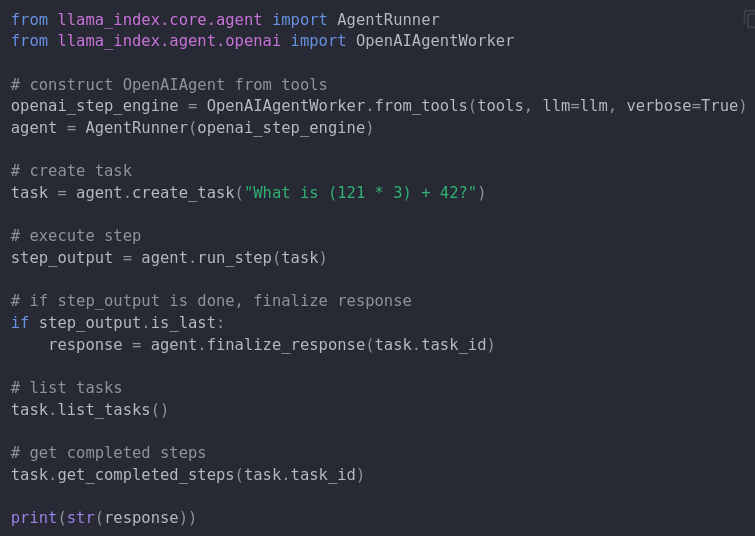 from llama_index.core.agent import AgentRunner
from llama_index.agent.openai import OpenAIAgentWorker

# construct OpenAIAgent from tools
openai_step_engine = OpenAIAgentWorker.from_tools(tools, llm=llm, verbose=True)
agent = AgentRunner(openai_step_engine)

# create task
task = agent.create_task("What is (121 * 3) + 42?")

# execute step
step_output = agent.run_step(task)

# if step_output is done, finalize response
if step_output.is_last:
    response = agent.finalize_response(task.task_id)

# list tasks
task.list_tasks()

# get completed steps
task.get_completed_steps(task.task_id)

print(str(response))